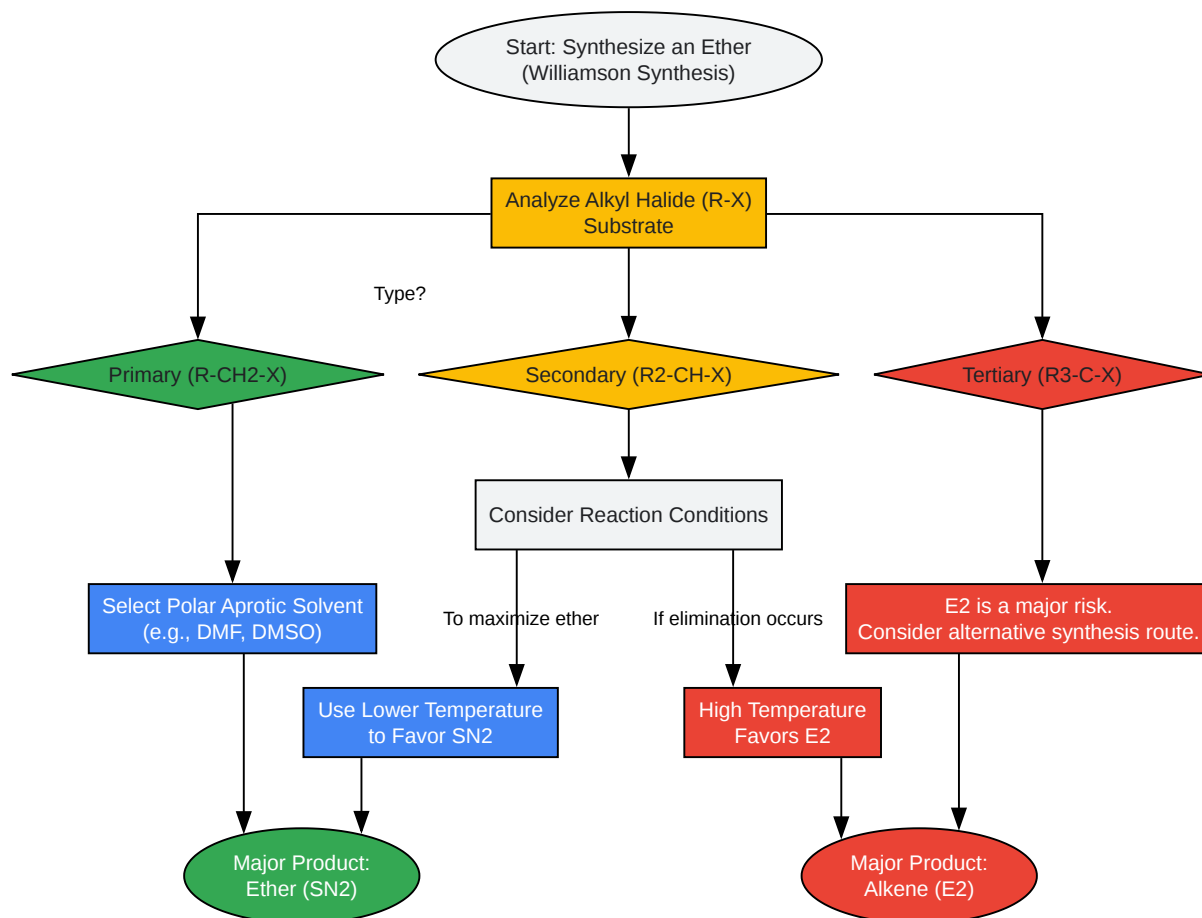 Start: Synthesize an Ether
(Williamson Synthesis)
Analyze Alkyl Halide (R-X)
Substrate
Type?
Primary (R-CH2-X)
Secondary (R2-CH-X)
Tertiary (R3-C-X)
Consider Reaction Conditions
Select Polar Aprotic Solvent
(e.g., DMF, DMSO)
To maximize ether
If elimination occurs
E2 is a major risk.
Consider alternative synthesis route.
Use Lower Temperature
to Favor SN2
High Temperature
Favors E2
Major Product:
Ether (SN2)
Major Product:
Alkene (E2)